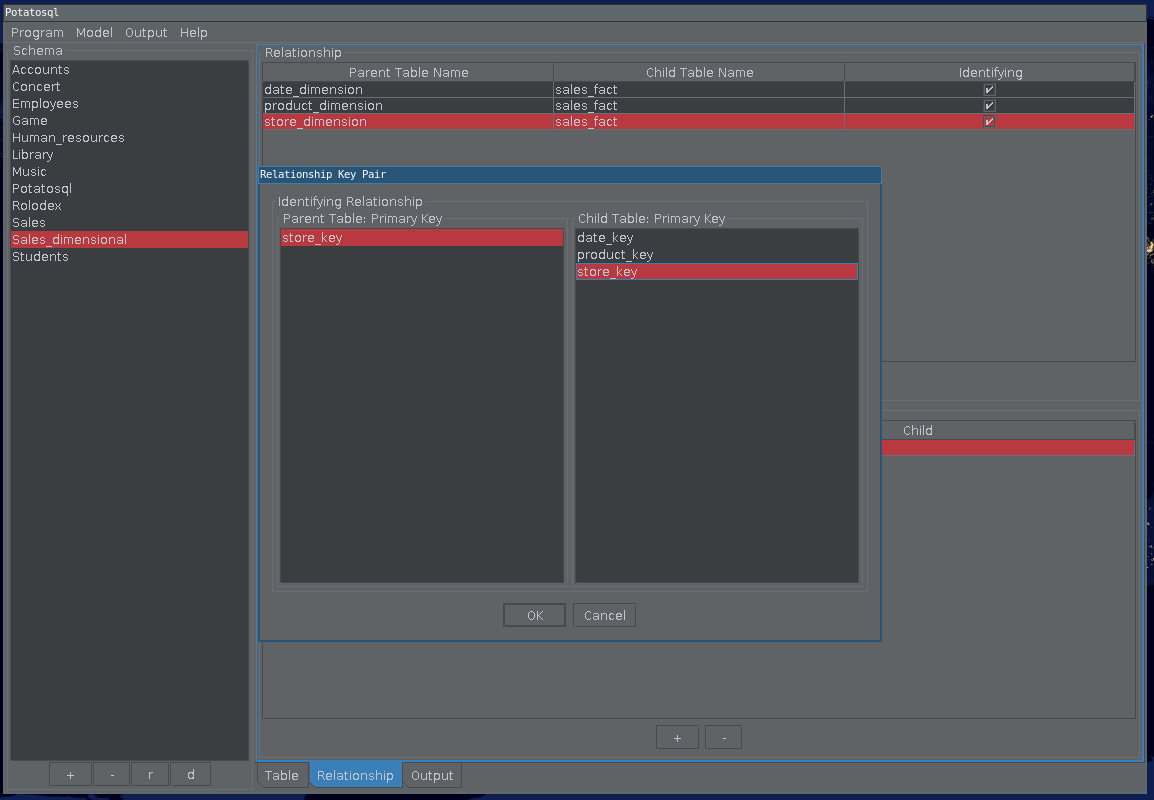 Potatosql
Program Model Output Help
Schema
Accounts
Concert
Employees
Game
Human_resources
Library
Music
Potatosql
Rolodex
Sales
Sales_dimensional
Students
+ - r d
Relationship
Parent Table Name Child Table Name Identifying
date_dimension sales_fact
product_dimension sales_fact
store_dimension sales_fact
Relationship Key Pair
Identifying Relationship
Parent Table: Primary Key
store_key
Child Table: Primary Key
date_key
product_key
store_key
OK Cancel
Child
+ -
Table Relationship Output